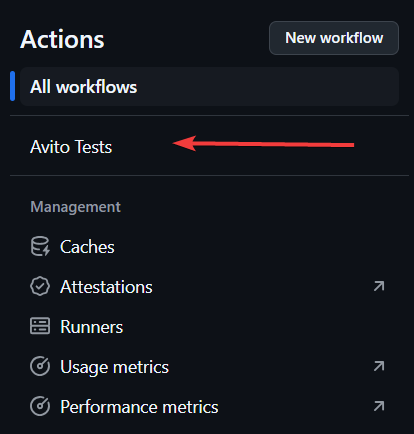 Actions
New workflow
All workflows
Avito Tests
Management
Caches
Attestations
Runners
Usage metrics
Performance metrics